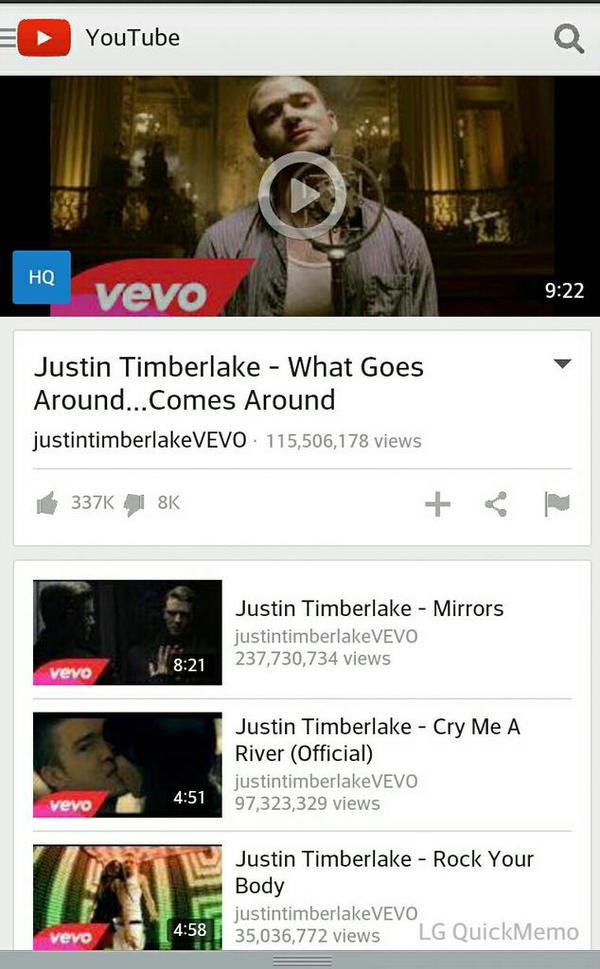 YouTube
HQ
vevo
9:22
Justin Timberlake - What Goes
Around...Comes Around
justintimberlakeVEVO · 115,506,178 views
337K 8K
Justin Timberlake - Mirrors
justintimberlakeVEVO
237,730,734 views
vevo
8:21
Justin Timberlake - Cry Me A
River (Official)
justintimberlakeVEVO
97,323,329 views
vevo
4:51
Justin Timberlake - Rock Your
Body
justintimberlakeVEVO
35,036,772 views
vevo
4:58
LG QuickMemo